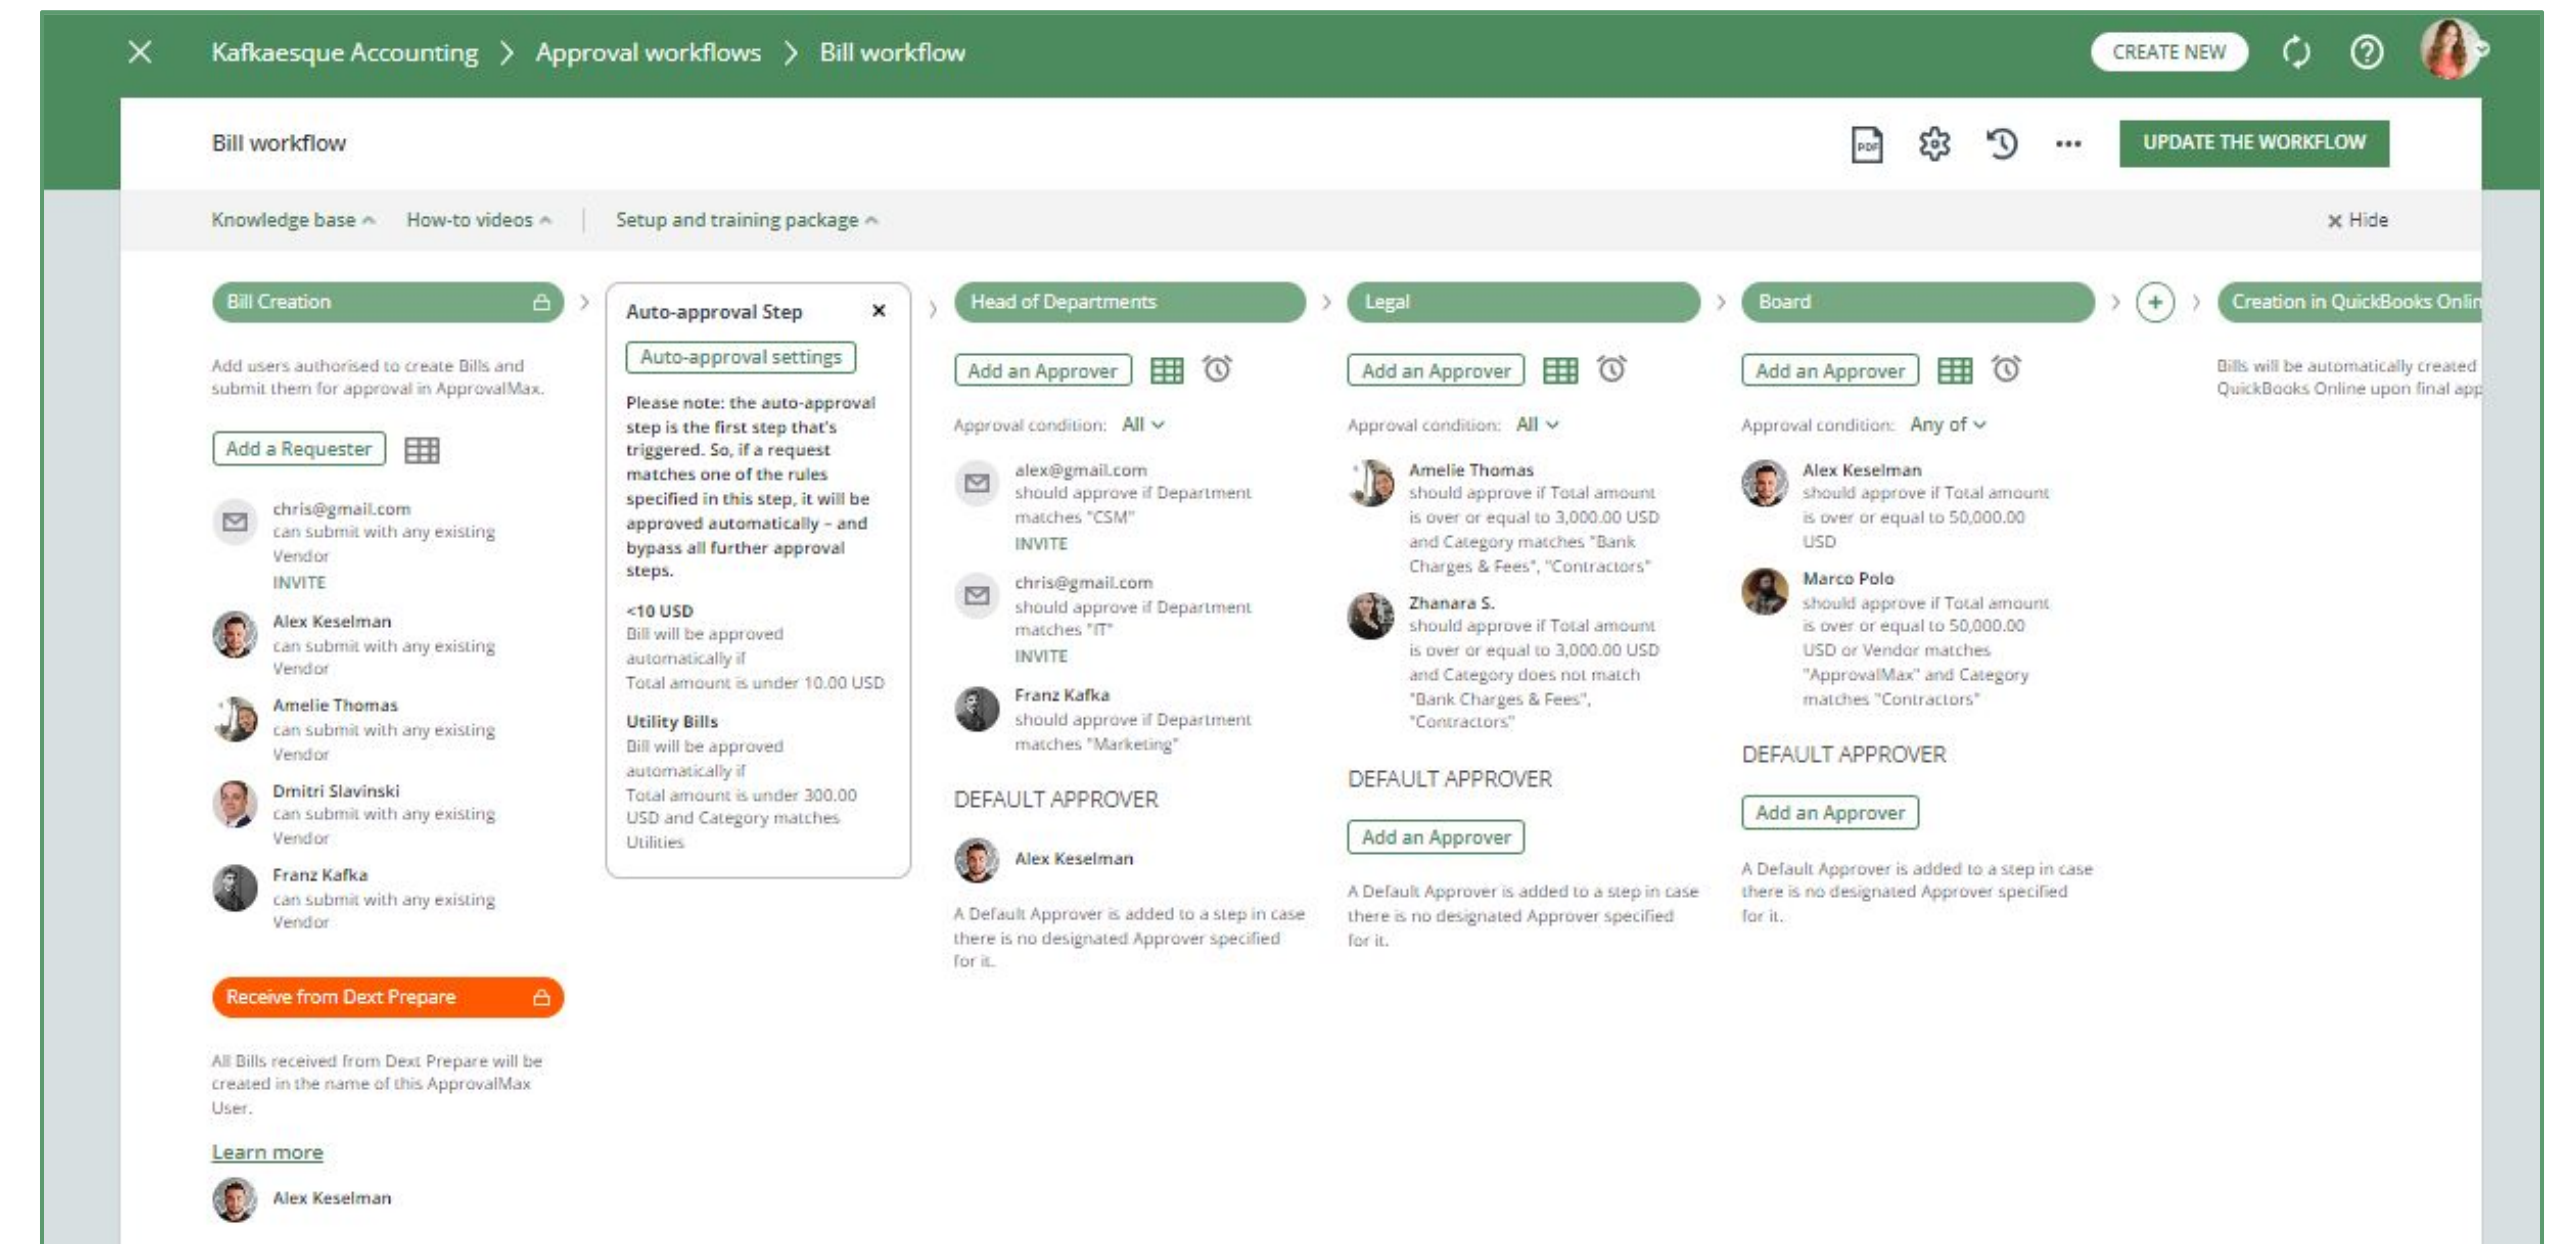 Kafkaesque Accounting > Approval workflows > Bill workflow
CREATE NEW
Bill workflow
PDF
UPDATE THE WORKFLOW
Knowledge base
How-to videos
Setup and training package
Hide
Bill Creation
Add users authorised to create Bills and
submit them for approval in ApprovalMax.
Add a Requester
chris@gmail.com
can submit with any existing
Vendor
INVITE
Alex Keselman
can submit with any existing
Vendor
Amelie Thomas
can submit with any existing
Vendor
Dmitri Slavinski
can submit with any existing
Vendor
Franz Kafka
can submit with any existing
Vendor
Receive from Dext Prepare
All Bills received from Dext Prepare will be
created in the name of this ApprovalMax
User.
Learn more
Alex Keselman
Auto-approval Step
Auto-approval settings
Please note: the auto-approval
step is the first step that's
triggered. So, if a request
matches one of the rules
specified in this step, it will be
approved automatically – and
bypass all further approval
steps.
<10 USD
Bill will be approved
automatically if
Total amount is under 10.00 USD
Utility Bills
Bill will be approved
automatically if
Total amount is under 300.00
USD and Category matches
Utilities
Head of Departments
Add an Approver
Approval condition: All
alex@gmail.com
should approve if Department
matches "CSM"
INVITE
chris@gmail.com
should approve if Department
matches "IT"
INVITE
Franz Kafka
should approve if Department
matches "Marketing"
DEFAULT APPROVER
Alex Keselman
A Default Approver is added to a step in case
there is no designated Approver specified
for it.
Legal
Add an Approver
Approval condition: All
Amelie Thomas
should approve if Total amount
is over or equal to 3,000.00 USD
and Category matches "Bank
Charges & Fees", "Contractors"
Zhanara S.
should approve if Total amount
is over or equal to 3,000.00 USD
and Category does not match
"Bank Charges & Fees",
"Contractors"
DEFAULT APPROVER
Add an Approver
A Default Approver is added to a step in case
there is no designated Approver specified
for it.
Board
Add an Approver
Approval condition: Any of
Alex Keselman
should approve if Total amount
is over or equal to 50,000.00
USD
Marco Polo
should approve if Total amount
is over or equal to 50,000.00
USD or Vendor matches
"ApprovalMax" and Category
matches "Contractors"
DEFAULT APPROVER
Add an Approver
A Default Approver is added to a step in case
there is no designated Approver specified
for it.
Creation in QuickBooks Onlin
Bills will be automatically created
QuickBooks Online upon final app